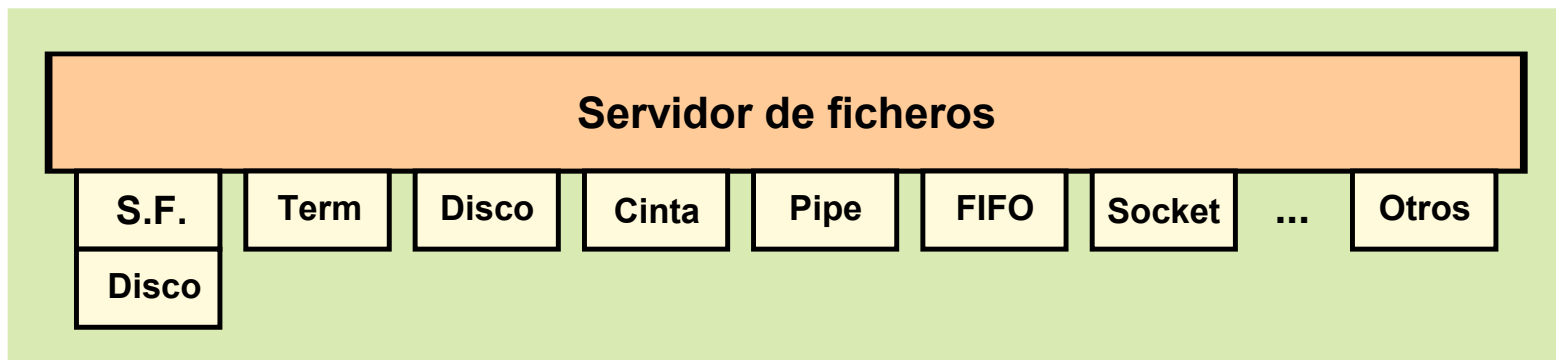 Servidor de ficheros
S.F. Term Disco Cinta Pipe FIFO Socket ... Otros
Disco